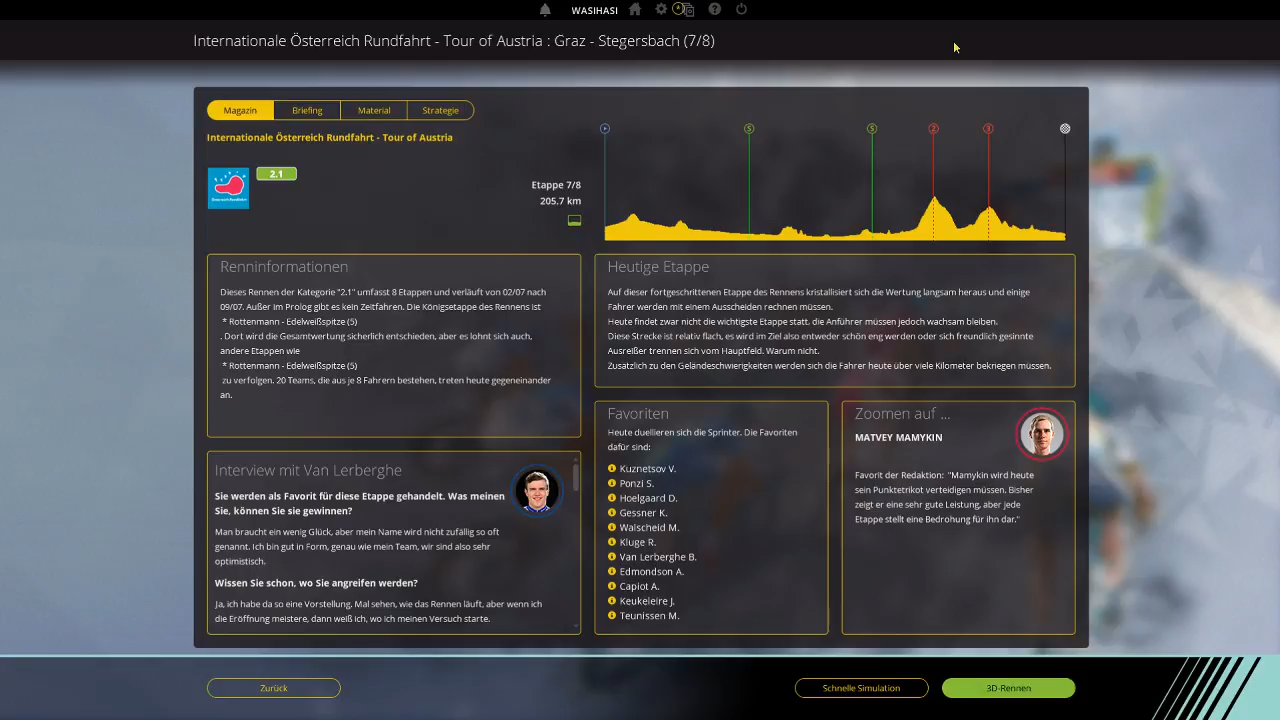 WASIHASI
Internationale Österreich Rundfahrt - Tour of Austria : Graz - Stegersbach (7/8)
Magazin
Briefing
Material
Strategie
Internationale Österreich Rundfahrt - Tour of Austria
2.1
Etappe 7/8
205.7 km
S
S
2
3
Renninformationen
Dieses Rennen der Kategorie "2.1" umfasst 8 Etappen und verläuft von 02/07 nach
09/07. Außer im Prolog gibt es kein Zeitfahren. Die Königsetappe des Rennens ist
* Rottenmann - Edelweißspitze (5)
. Dort wird die Gesamtwertung sicherlich entschieden, aber es lohnt sich auch,
andere Etappen wie
* Rottenmann - Edelweißspitze (5)
zu verfolgen. 20 Teams, die aus je 8 Fahrern bestehen, treten heute gegeneinander
an.
Heutige Etappe
Auf dieser fortgeschrittenen Etappe des Rennens kristallisiert sich die Wertung langsam heraus und einige
Fahrer werden mit einem Ausscheiden rechnen müssen.
Heute findet zwar nicht die wichtigste Etappe statt, die Anführer müssen jedoch wachsam bleiben.
Diese Strecke ist relativ flach, es wird im Ziel also entweder schön eng werden oder sich freundlich gesinnte
Ausreißer trennen sich vom Hauptfeld. Warum nicht.
Zusätzlich zu den Geländeschwierigkeiten werden sich die Fahrer heute über viele Kilometer bekriegen müssen.
Interview mit Van Lerberghe
Sie werden als Favorit für diese Etappe gehandelt. Was meinen
Sie, können Sie sie gewinnen?
Man braucht ein wenig Glück, aber mein Name wird nicht zufällig so oft
genannt. Ich bin gut in Form, genau wie mein Team, wir sind also sehr
optimistisch.
Wissen Sie schon, wo Sie angreifen werden?
Ja, ich habe da so eine Vorstellung. Mal sehen, wie das Rennen läuft, aber wenn ich
die Eröffnung meistere, dann weiß ich, wo ich meinen Versuch starte.
Favoriten
Heute duellieren sich die Sprinter. Die Favoriten
dafür sind:
Kuznetsov V.
Ponzi S.
Hoelgaard D.
Gessner K.
Walscheid M.
Kluge R.
Van Lerberghe B.
Edmondson A.
Capiot A.
Keukeleire J.
Teunissen M.
Zoomen auf ...
MATVEY MAMYKIN
Favorit der Redaktion: "Mamykin wird heute
sein Punktetrikot verteidigen müssen. Bisher
zeigt er eine sehr gute Leistung, aber jede
Etappe stellt eine Bedrohung für ihn dar."
Zurück
Schnelle Simulation
3D-Rennen